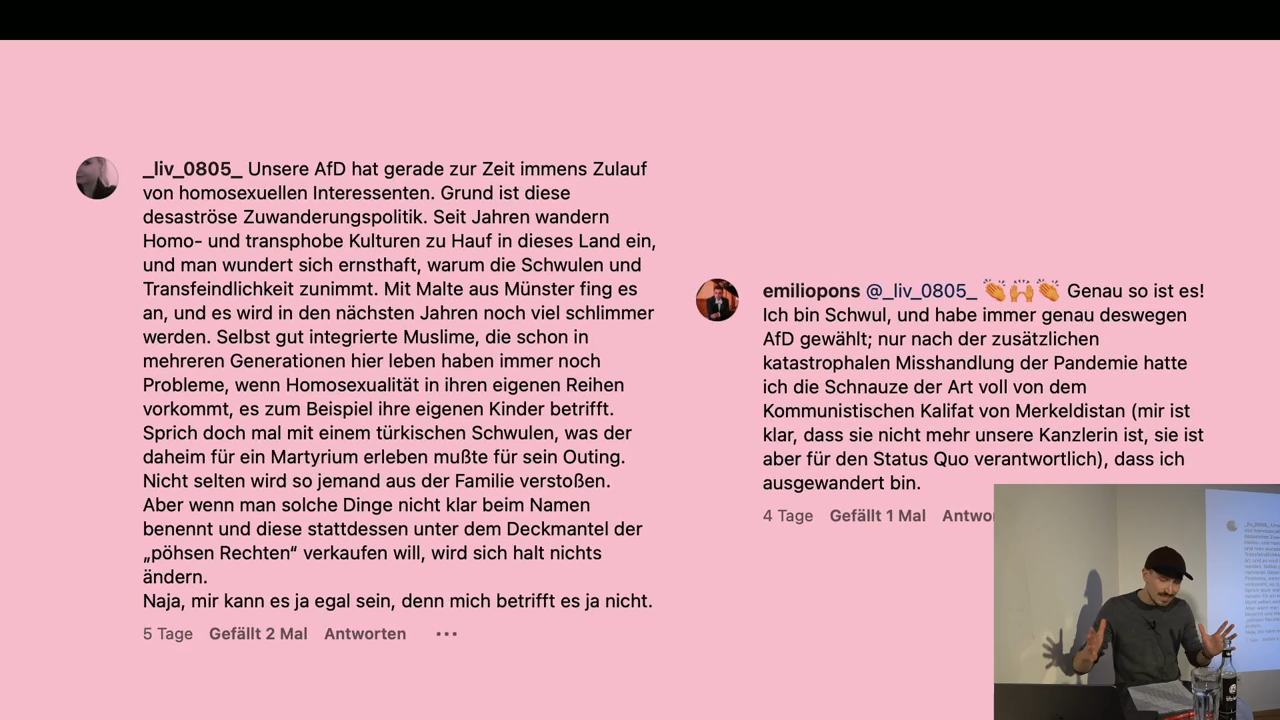 _liv_0805_ Unsere AfD hat gerade zur Zeit immens Zulauf
von homosexuellen Interessenten. Grund ist diese
desaströse Zuwanderungspolitik. Seit Jahren wandern
Homo- und transphobe Kulturen zu Hauf in dieses Land ein,
und man wundert sich ernsthaft, warum die Schwulen und
Transfeindlichkeit zunimmt. Mit Malte aus Münster fing es
an, und es wird in den nächsten Jahren noch viel schlimmer
werden. Selbst gut integrierte Muslime, die schon in
mehreren Generationen hier leben haben immer noch
Probleme, wenn Homosexualität in ihren eigenen Reihen
vorkommt, es zum Beispiel ihre eigenen Kinder betrifft.
Sprich doch mal mit einem türkischen Schwulen, was der
daheim für ein Martyrium erleben mußte für sein Outing.
Nicht selten wird so jemand aus der Familie verstoßen.
Aber wenn man solche Dinge nicht klar beim Namen
benennt und diese stattdessen unter dem Deckmantel der
„pöhsen Rechten“ verkaufen will, wird sich halt nichts
ändern.
Naja, mir kann es ja egal sein, denn mich betrifft es ja nicht.
5 Tage Gefällt 2 Mal Antworten ...
emiliopons @_liv_0805_ 👏🙌👏 Genau so ist es!
Ich bin Schwul, und habe immer genau deswegen
AfD gewählt; nur nach der zusätzlichen
katastrophalen Misshandlung der Pandemie hatte
ich die Schnauze der Art voll von dem
Kommunistischen Kalifat von Merkeldistan (mir ist
klar, dass sie nicht mehr unsere Kanzlerin ist, sie ist
aber für den Status Quo verantwortlich), dass ich
ausgewandert bin.
4 Tage Gefällt 1 Mal Antwo